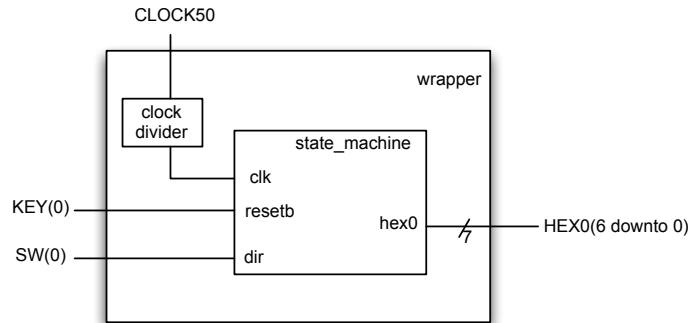 CLOCK50
wrapper
clock
divider
state_machine
clk
KEY(0)
resetb
hex0
7
HEX0(6 downto 0)
SW(0)
dir